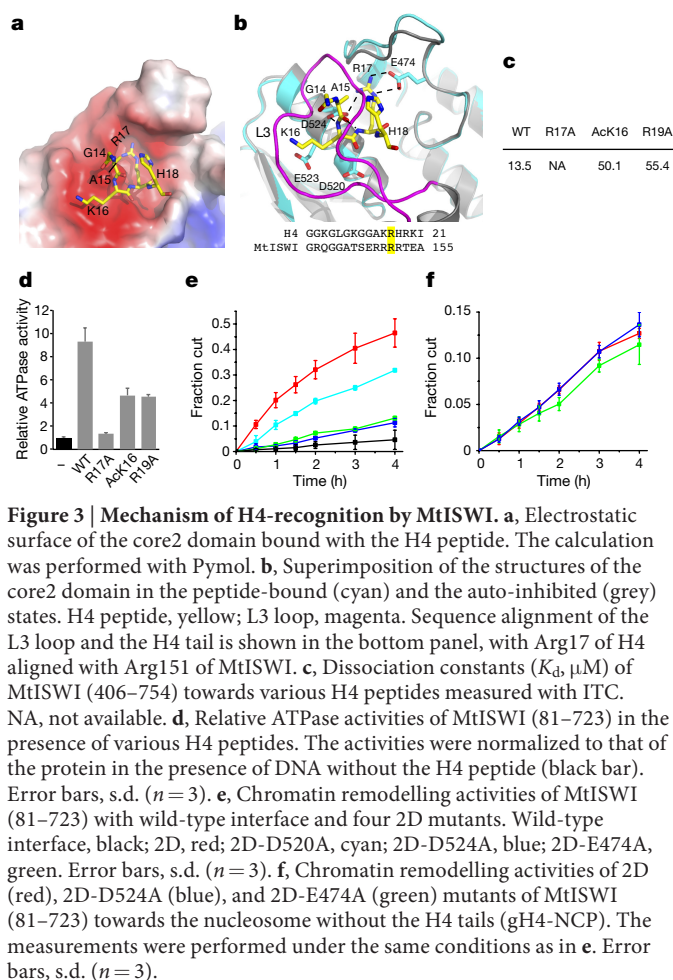 a
R17
G14
A15
H18
K16
b
R17
E474
G14
A15
D524
L3
K16
H18
E523
D520
H4 GGKGLGKGGAKRHRKI 21
MtISWI GRQGGATSERRRRTEA 155
c
WT R17A AcK16 R19A
13.5 NA 50.1 55.4
d
Relative ATPase activity
12
10
8
6
4
2
0
–
WT
R17A
AcK16
R19A
e
Fraction cut
0.5
0.4
0.3
0.2
0.1
0
0 1 2 3 4
Time (h)
f
Fraction cut
0.15
0.10
0.05
0
0 1 2 3 4
Time (h)
Figure 3 | Mechanism of H4-recognition by MtISWI. a, Electrostatic
surface of the core2 domain bound with the H4 peptide. The calculation
was performed with Pymol. b, Superimposition of the structures of the
core2 domain in the peptide-bound (cyan) and the auto-inhibited (grey)
states. H4 peptide, yellow; L3 loop, magenta. Sequence alignment of the
L3 loop and the H4 tail is shown in the bottom panel, with Arg17 of H4
aligned with Arg151 of MtISWI. c, Dissociation constants (Kd, μM) of
MtISWI (406–754) towards various H4 peptides measured with ITC.
NA, not available. d, Relative ATPase activities of MtISWI (81–723) in the
presence of various H4 peptides. The activities were normalized to that of
the protein in the presence of DNA without the H4 peptide (black bar).
Error bars, s.d. (n = 3). e, Chromatin remodelling activities of MtISWI
(81–723) with wild-type interface and four 2D mutants. Wild-type
interface, black; 2D, red; 2D-D520A, cyan; 2D-D524A, blue; 2D-E474A,
green. Error bars, s.d. (n = 3). f, Chromatin remodelling activities of 2D
(red), 2D-D524A (blue), and 2D-E474A (green) mutants of MtISWI
(81–723) towards the nucleosome without the H4 tails (gH4-NCP). The
measurements were performed under the same conditions as in e. Error
bars, s.d. (n = 3).